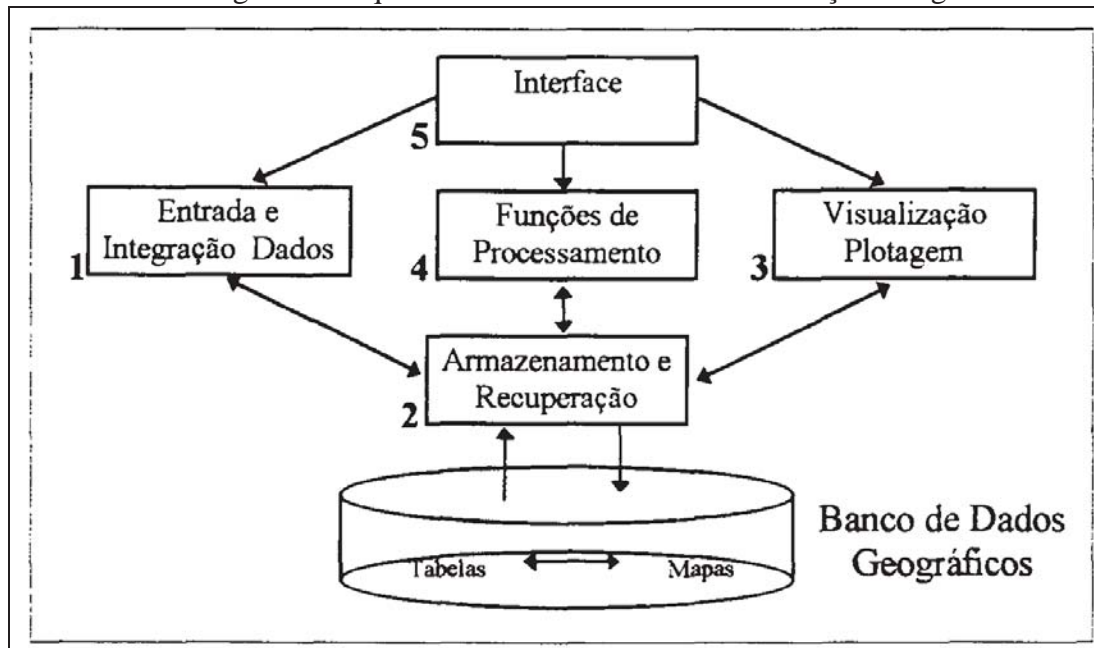 Interface
5
Entrada e
Integração Dados
1
Funções de
Processamento
4
Visualização
Plotagem
3
Armazenamento e
Recuperação
2
Tabelas
Mapas
Banco de Dados
Geográficos